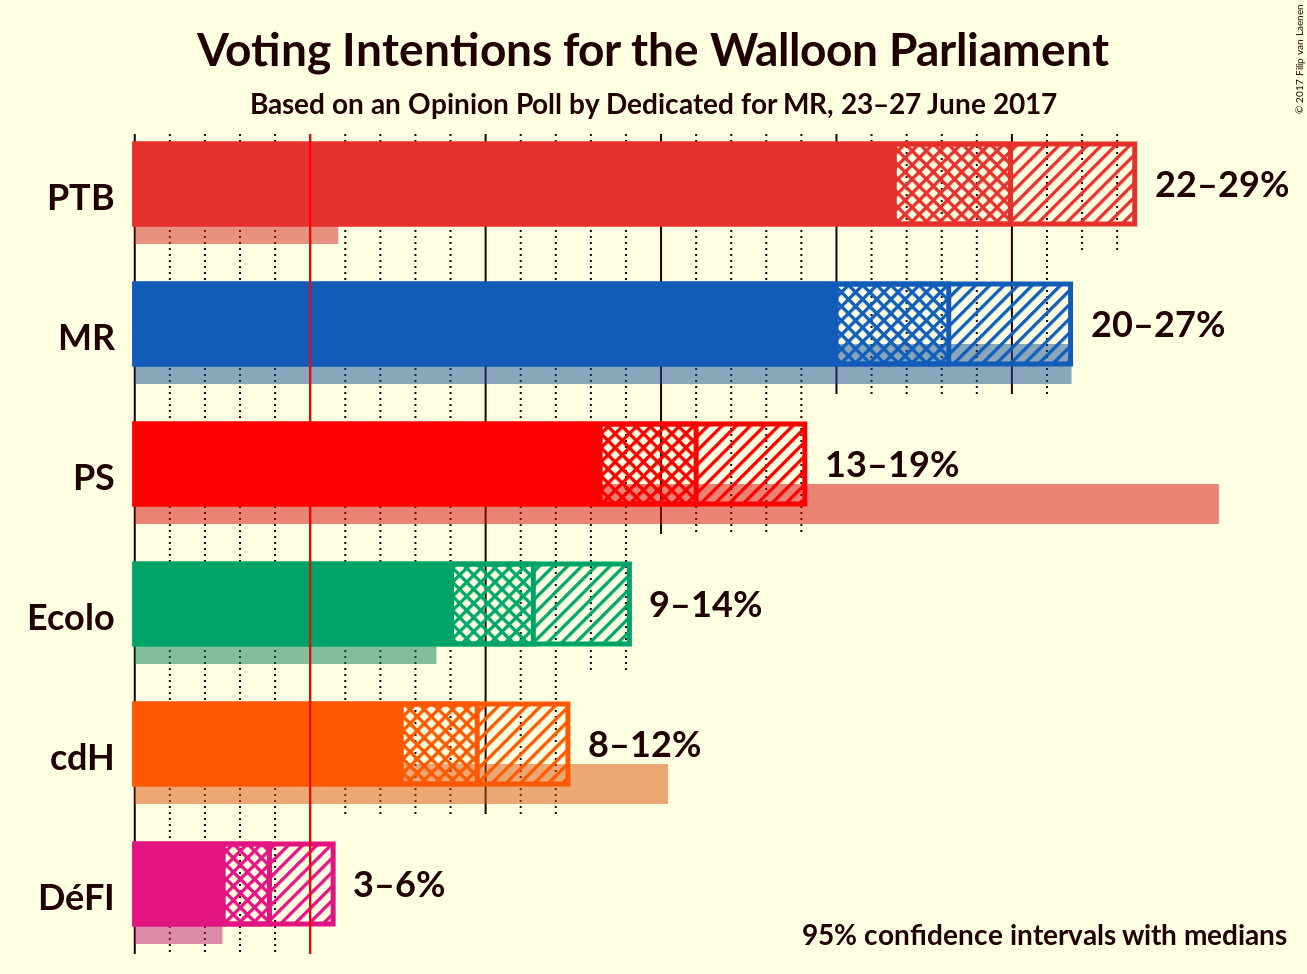 Voting Intentions for the Walloon Parliament
Based on an Opinion Poll by Dedicated for MR, 23–27 June 2017
© 2017 Filip van Laenen
PTB 22–29%
MR 20–27%
PS 13–19%
Ecolo 9–14%
cdH 8–12%
DéFI 3–6%
95% confidence intervals with medians